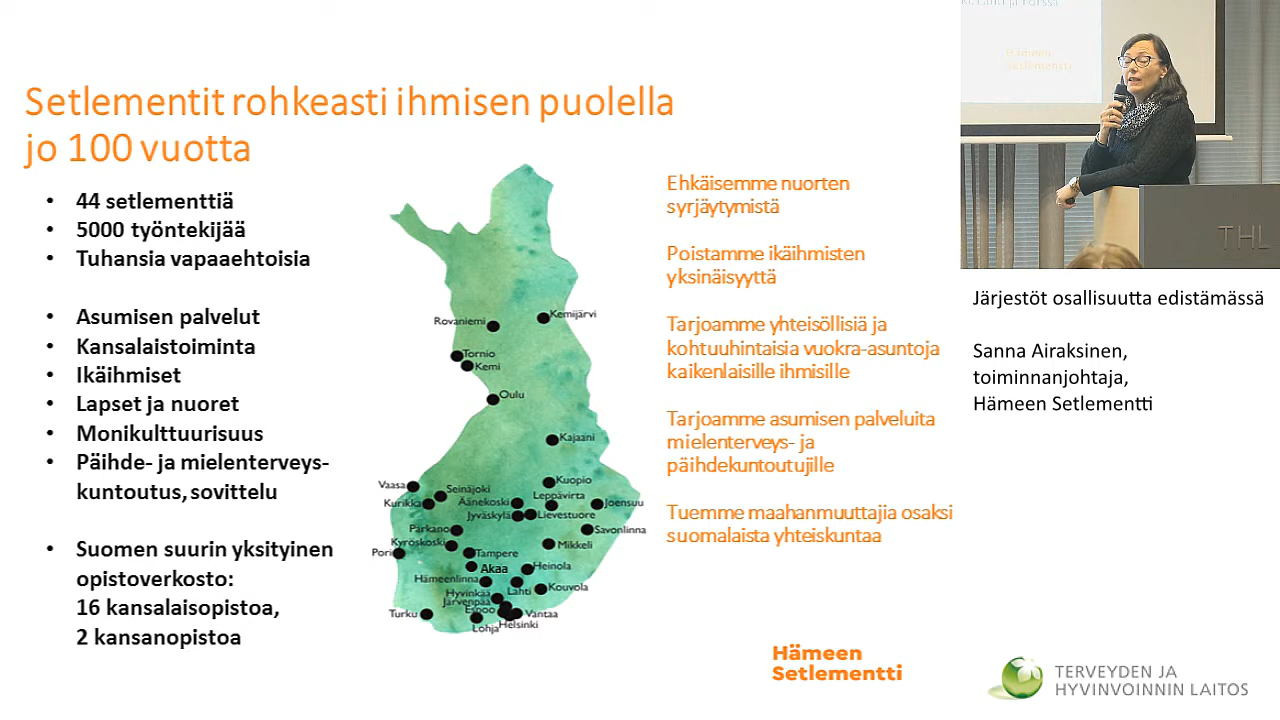 Setlementit rohkeasti ihmisen puolella
jo 100 vuotta
• 44 setlementtiä
• 5000 työntekijää
• Tuhansia vapaaehtoisia
• Asumisen palvelut
• Kansalaistoiminta
• Ikäihmiset
• Lapset ja nuoret
• Monikulttuurisuus
• Päihde- ja mielenterveys-
kuntoutus, sovittelu
• Suomen suurin yksityinen
opistoverkosto:
16 kansalaisopistoa,
2 kansanopistoa
Rovaniemi
Kemijärvi
Tornio
Kemi
Oulu
Kajaani
Vaasa
Seinäjoki
Kuopio
Kurikka
Äänekoski
Leppävirta
Joensuu
Jyväskylä
Lievestuore
Parkano
Savonlinna
Kyröskoski
Mikkeli
Pori
Tampere
Akaa
Heinola
Hämeenlinna
Lahti
Kouvola
Hyvinkää
Järvenpää
Espoo
Vantaa
Turku
Lohja
Helsinki
Ehkäisemme nuorten
syrjäytymistä
Poistamme ikäihmisten
yksinäisyyttä
Tarjoamme yhteisöllisiä ja
kohtuuhintaisia vuokra-asuntoja
kaikenlaisille ihmisille
Tarjoamme asumisen palveluita
mielenterveys- ja
päihdekuntoutujille
Tuemme maahanmuuttajia osaksi
suomalaista yhteiskuntaa
Hämeen
Setlementti
Lahti ja Forssa
Hämeen
Setlementti
THL
Järjestöt osallisuutta edistämässä
Sanna Airaksinen,
toiminnanjohtaja,
Hämeen Setlementti
TERVEYDEN JA
HYVINVOINNIN LAITOS